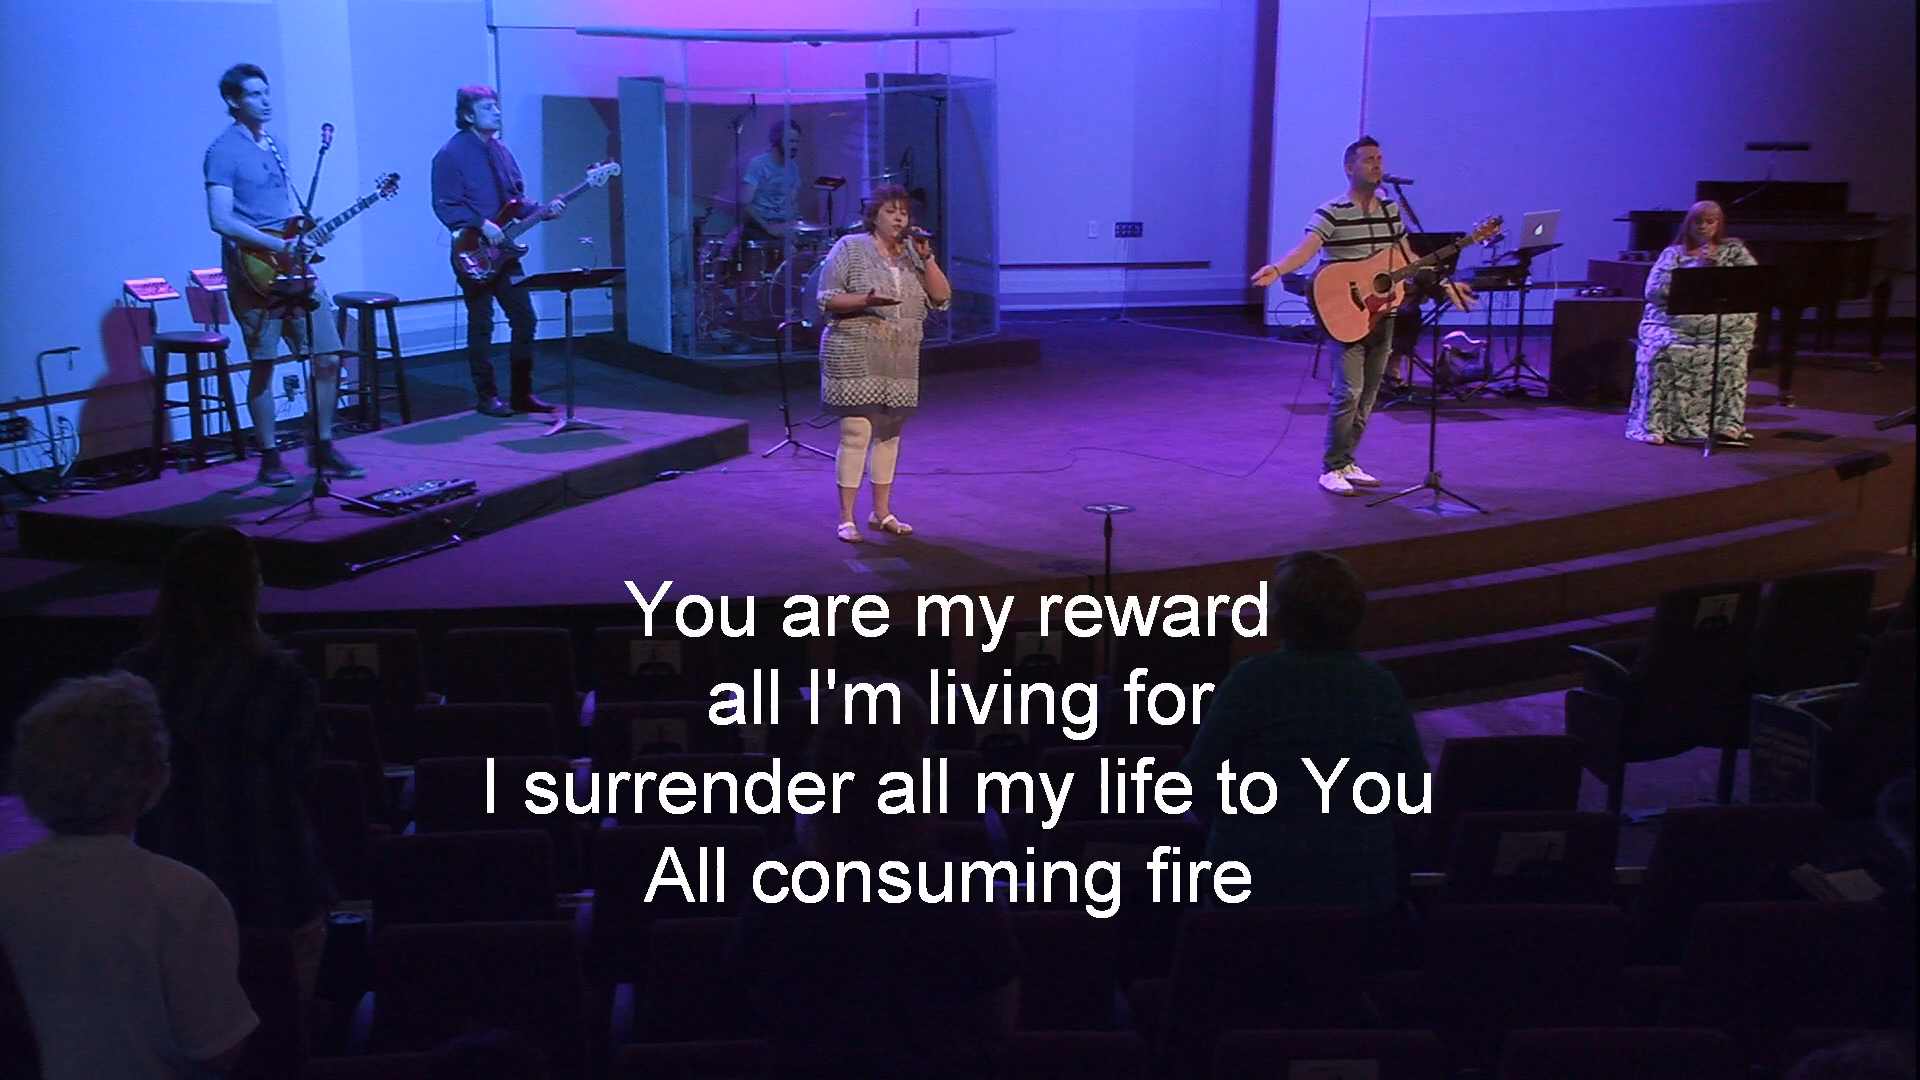 You are my reward
all I'm living for
I surrender all my life to You
All consuming fire